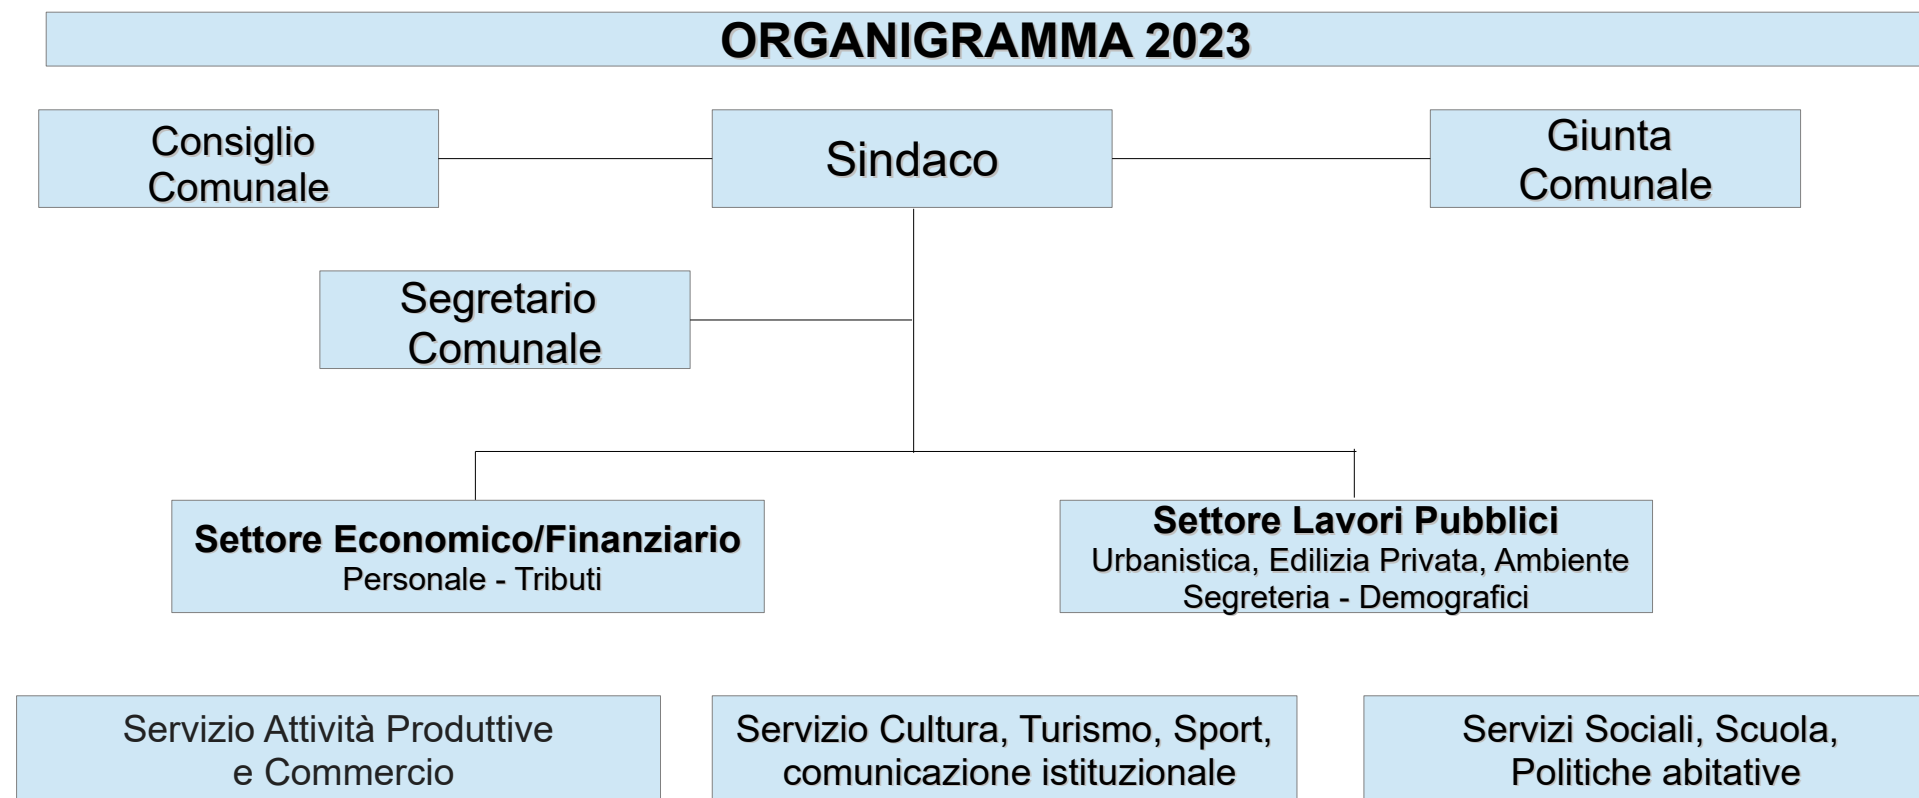 ORGANIGRAMMA 2023
Consiglio
Comunale
Sindaco
Giunta
Comunale
Segretario
Comunale
Settore Economico/Finanziario
Personale - Tributi
Settore Lavori Pubblici
Urbanistica, Edilizia Privata, Ambiente
Segreteria - Demografici
Servizio Attività Produttive
e Commercio
Servizio Cultura, Turismo, Sport,
comunicazione istituzionale
Servizi Sociali, Scuola,
Politiche abitative